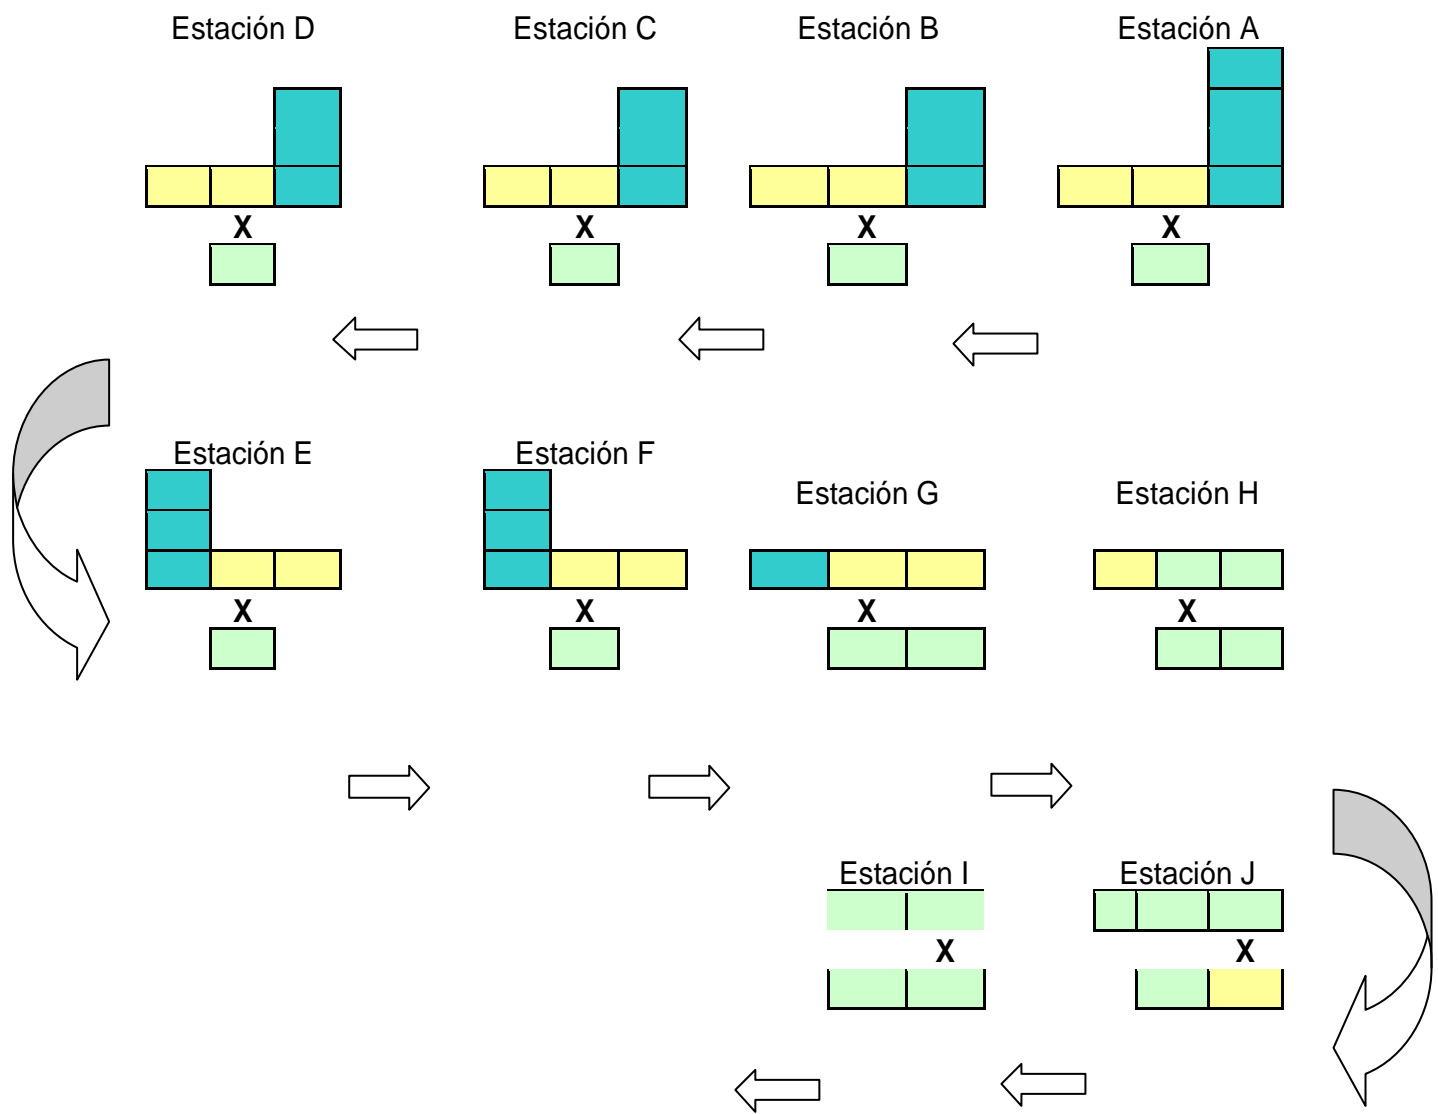 Estación D Estación C Estación B Estación A
X X X X
Estación E Estación F
Estación G Estación H
X X X X
Estación I Estación J
X X